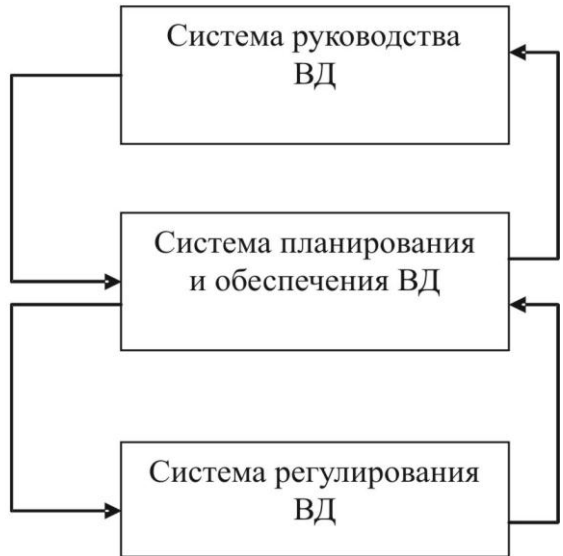 Система руководства
ВД
Система планирования
и обеспечения ВД
Система регулирования
ВД